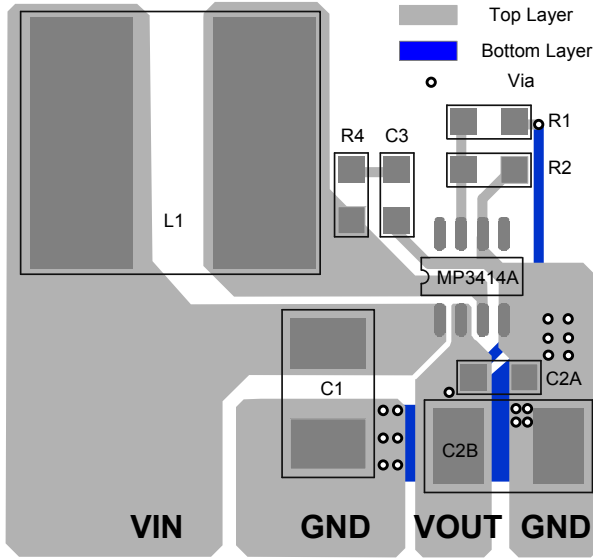 Top Layer
Bottom Layer
Via
R1
R4 C3
R2
L1
MP3414A
C2A
C1
C2B
VIN GND VOUT GND